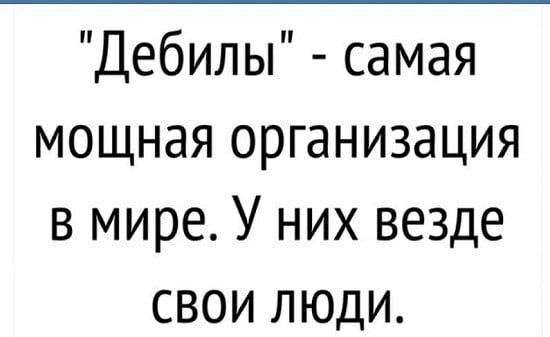 "Дебилы" - самая
мощная организация
в мире. У них везде
свои люди.